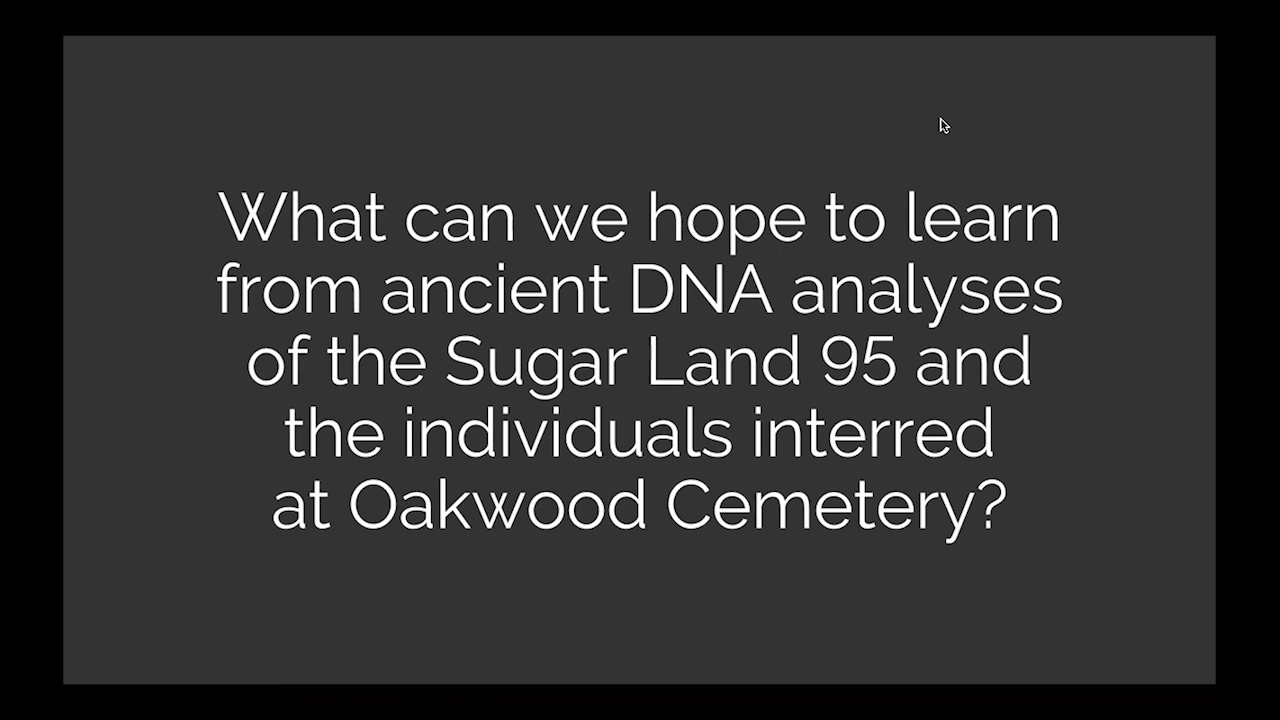 What can we hope to learn
from ancient DNA analyses
of the Sugar Land 95 and
the individuals interred
at Oakwood Cemetery?